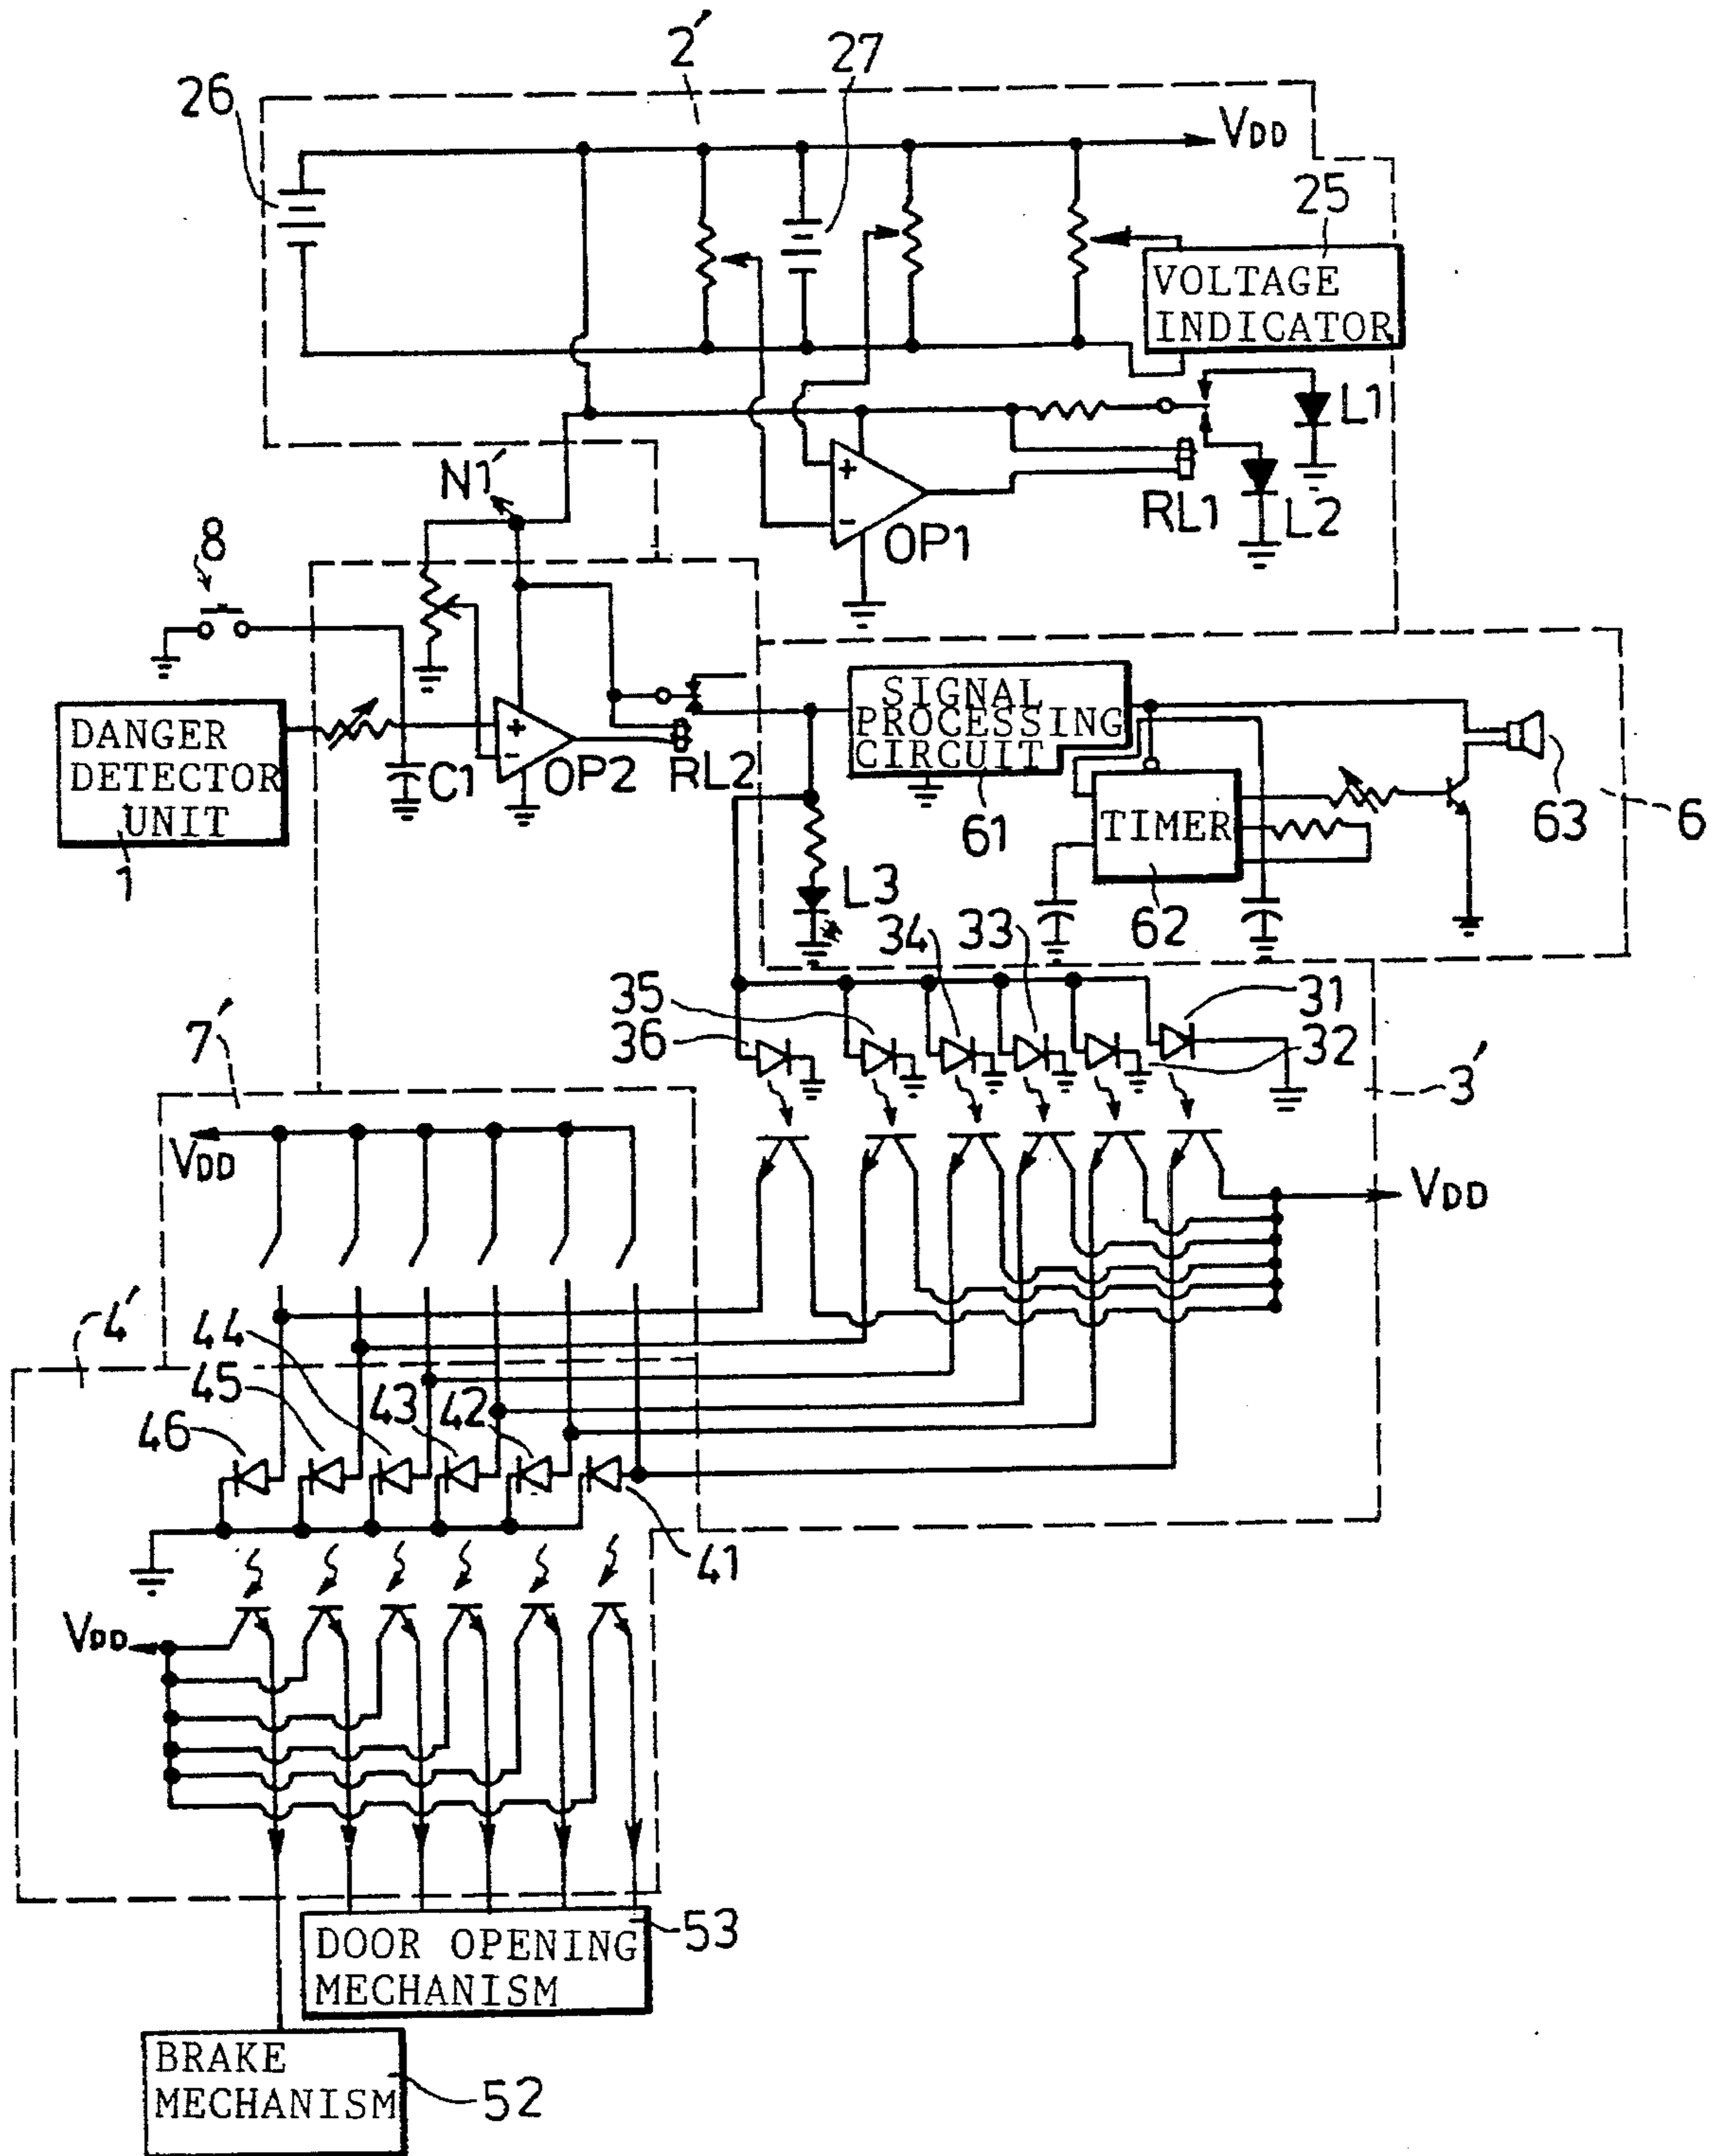 2′
27
26
VDD
25
VOLTAGE
INDICATOR
L1
N1′
RL1
L2
OP1
8
SIGNAL
PROCESSING
CIRCUIT
DANGER
DETECTOR
UNIT
C1
OP2
RL2
TIMER
63
6
1
61
L3
62
34
33
35
31
36
32
7′
3′
VDD
VDD
4′
44
45
43
42
46
41
VDD
+
-
+
-
53
DOOR OPENING
MECHANISM
BRAKE
MECHANISM
52